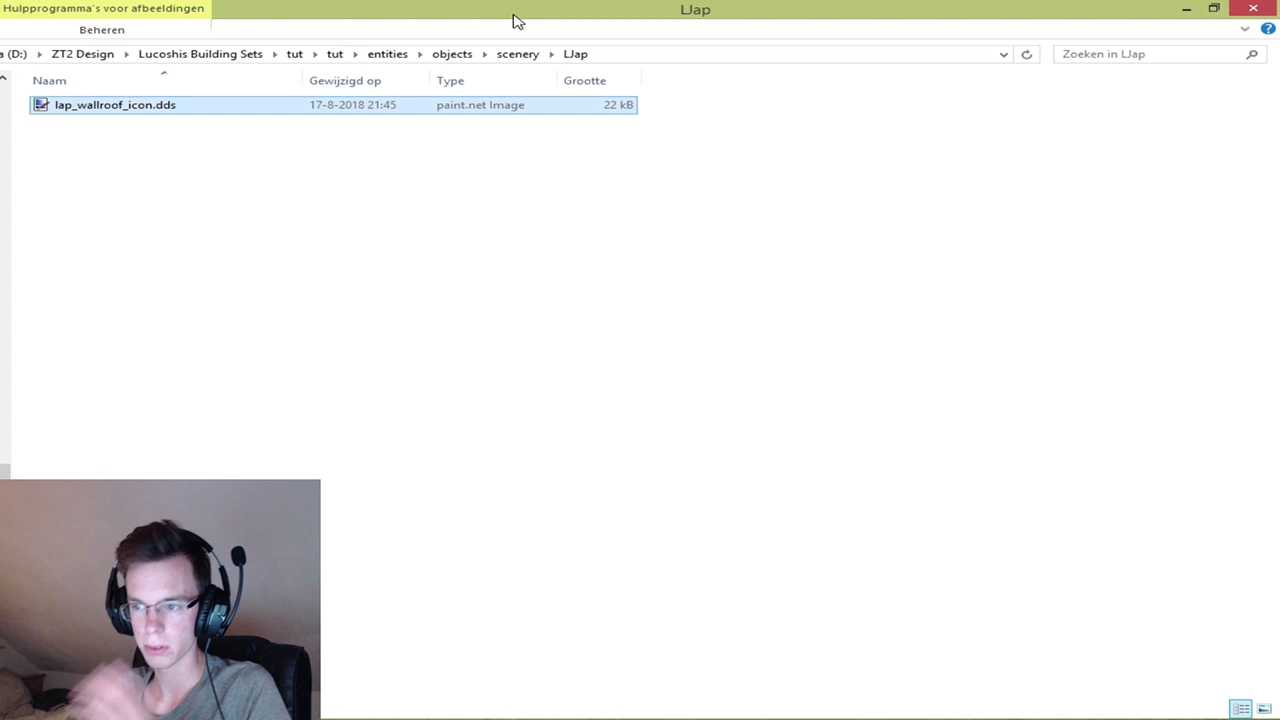 Hulpprogramma's voor afbeeldingen
LJap
Beheren
a (D:) ZT2 Design Lucoshis Building Sets tut tut entities objects scenery LJap
Zoeken in LJap
Naam Gewijzigd op Type Grootte
lap_wallroof_icon.dds 17-8-2018 21:45 paint.net Image 22 kB